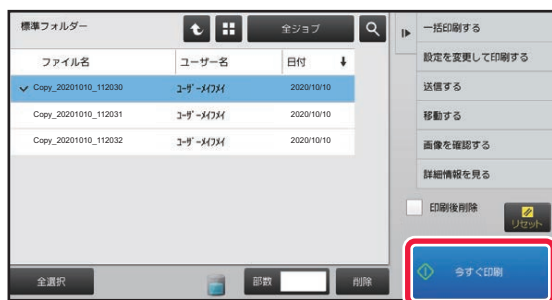 標準フォルダー
全ジョブ
ファイル名 ユーザー名 日付
Copy_20201010_112030 ユーザーメイフメイ 2020/10/10
Copy_20201010_112031 ユーザーメイフメイ 2020/10/10
Copy_20201010_112032 ユーザーメイフメイ 2020/10/10
全選択
部数
削除
一括印刷する
設定を変更して印刷する
送信する
移動する
画像を確認する
詳細情報を見る
印刷後削除
リセット
今すぐ印刷